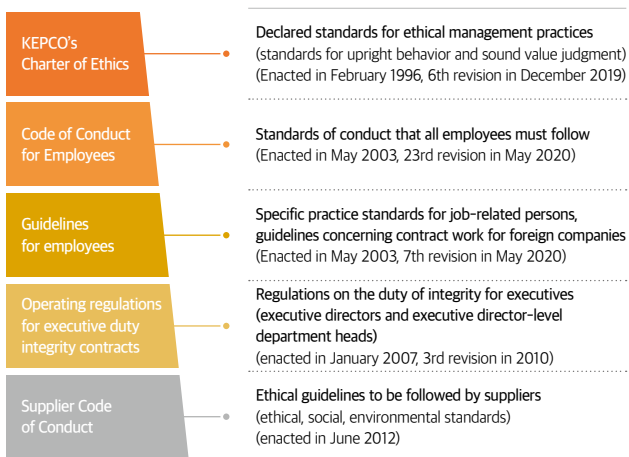 KEPCO's
Charter of Ethics
Declared standards for ethical management practices
(standards for upright behavior and sound value judgment)
(Enacted in February 1996, 6th revision in December 2019)
Code of Conduct
for Employees
Standards of conduct that all employees must follow
(Enacted in May 2003, 23rd revision in May 2020)
Guidelines
for employees
Specific practice standards for job-related persons,
guidelines concerning contract work for foreign companies
(Enacted in May 2003, 7th revision in May 2020)
Operating regulations
for executive duty
integrity contracts
Regulations on the duty of integrity for executives
(executive directors and executive director-level
department heads)
(enacted in January 2007, 3rd revision in 2010)
Supplier Code
of Conduct
Ethical guidelines to be followed by suppliers
(ethical, social, environmental standards)
(enacted in June 2012)